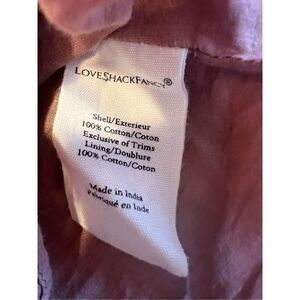 LOVESHACKFANCY®
Shell/Exterieur
100% Cotton/Coton
Exclusive of Trims
Lining/Doublure
100% Cotton/Coton
Made in India
Fabriqué en Inde